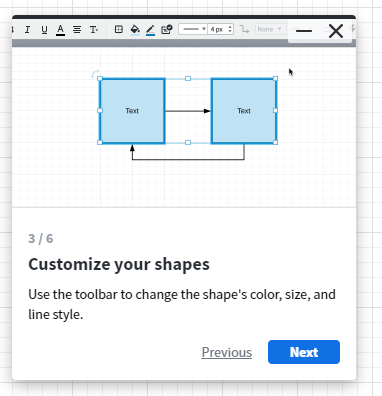 I U A T 4 px None
Text Text
3 / 6
Customize your shapes
Use the toolbar to change the shape's color, size, and
line style.
Previous Next